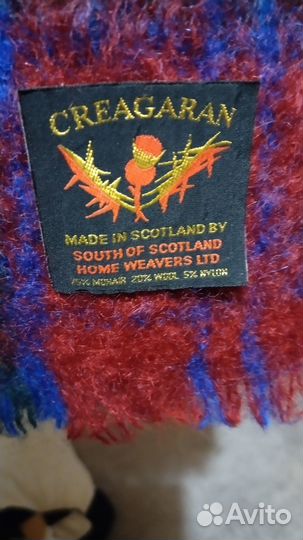 CREAGARAN
MADE IN SCOTLAND BY
SOUTH OF SCOTLAND
HOME WEAVERS LTD
75% MOHAIR 20% WOOL 5% NYLON
Avito